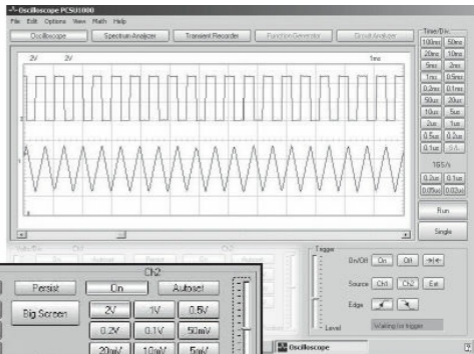 Oscilloscope PCSU1000
File Edit Options View Math Help
Oscilloscope Spectrum Analyzer Transient Recorder Function Generator Circuit Analyzer
Time/Div.
2V 2V 1ms
100ms 50ms
20ms 10ms
5ms 2ms
1ms 0.5ms
0.2ms 0.1ms
50us 20us
10us 5us
2us 1us
0.5us 0.2us
0.1us
1GS/s
0.2us 0.1us
0.05us 0.02us
Run
Single
Trigger
On/Off On Off
Source Ch1 Ch2 Ext
Edge
Level Waiting for trigger
Ch2
Persist On Autoset
Big Screen 2V 1V 0.5V
0.2V 0.1V 50mV
20mV 10mV 5mV
Oscilloscope